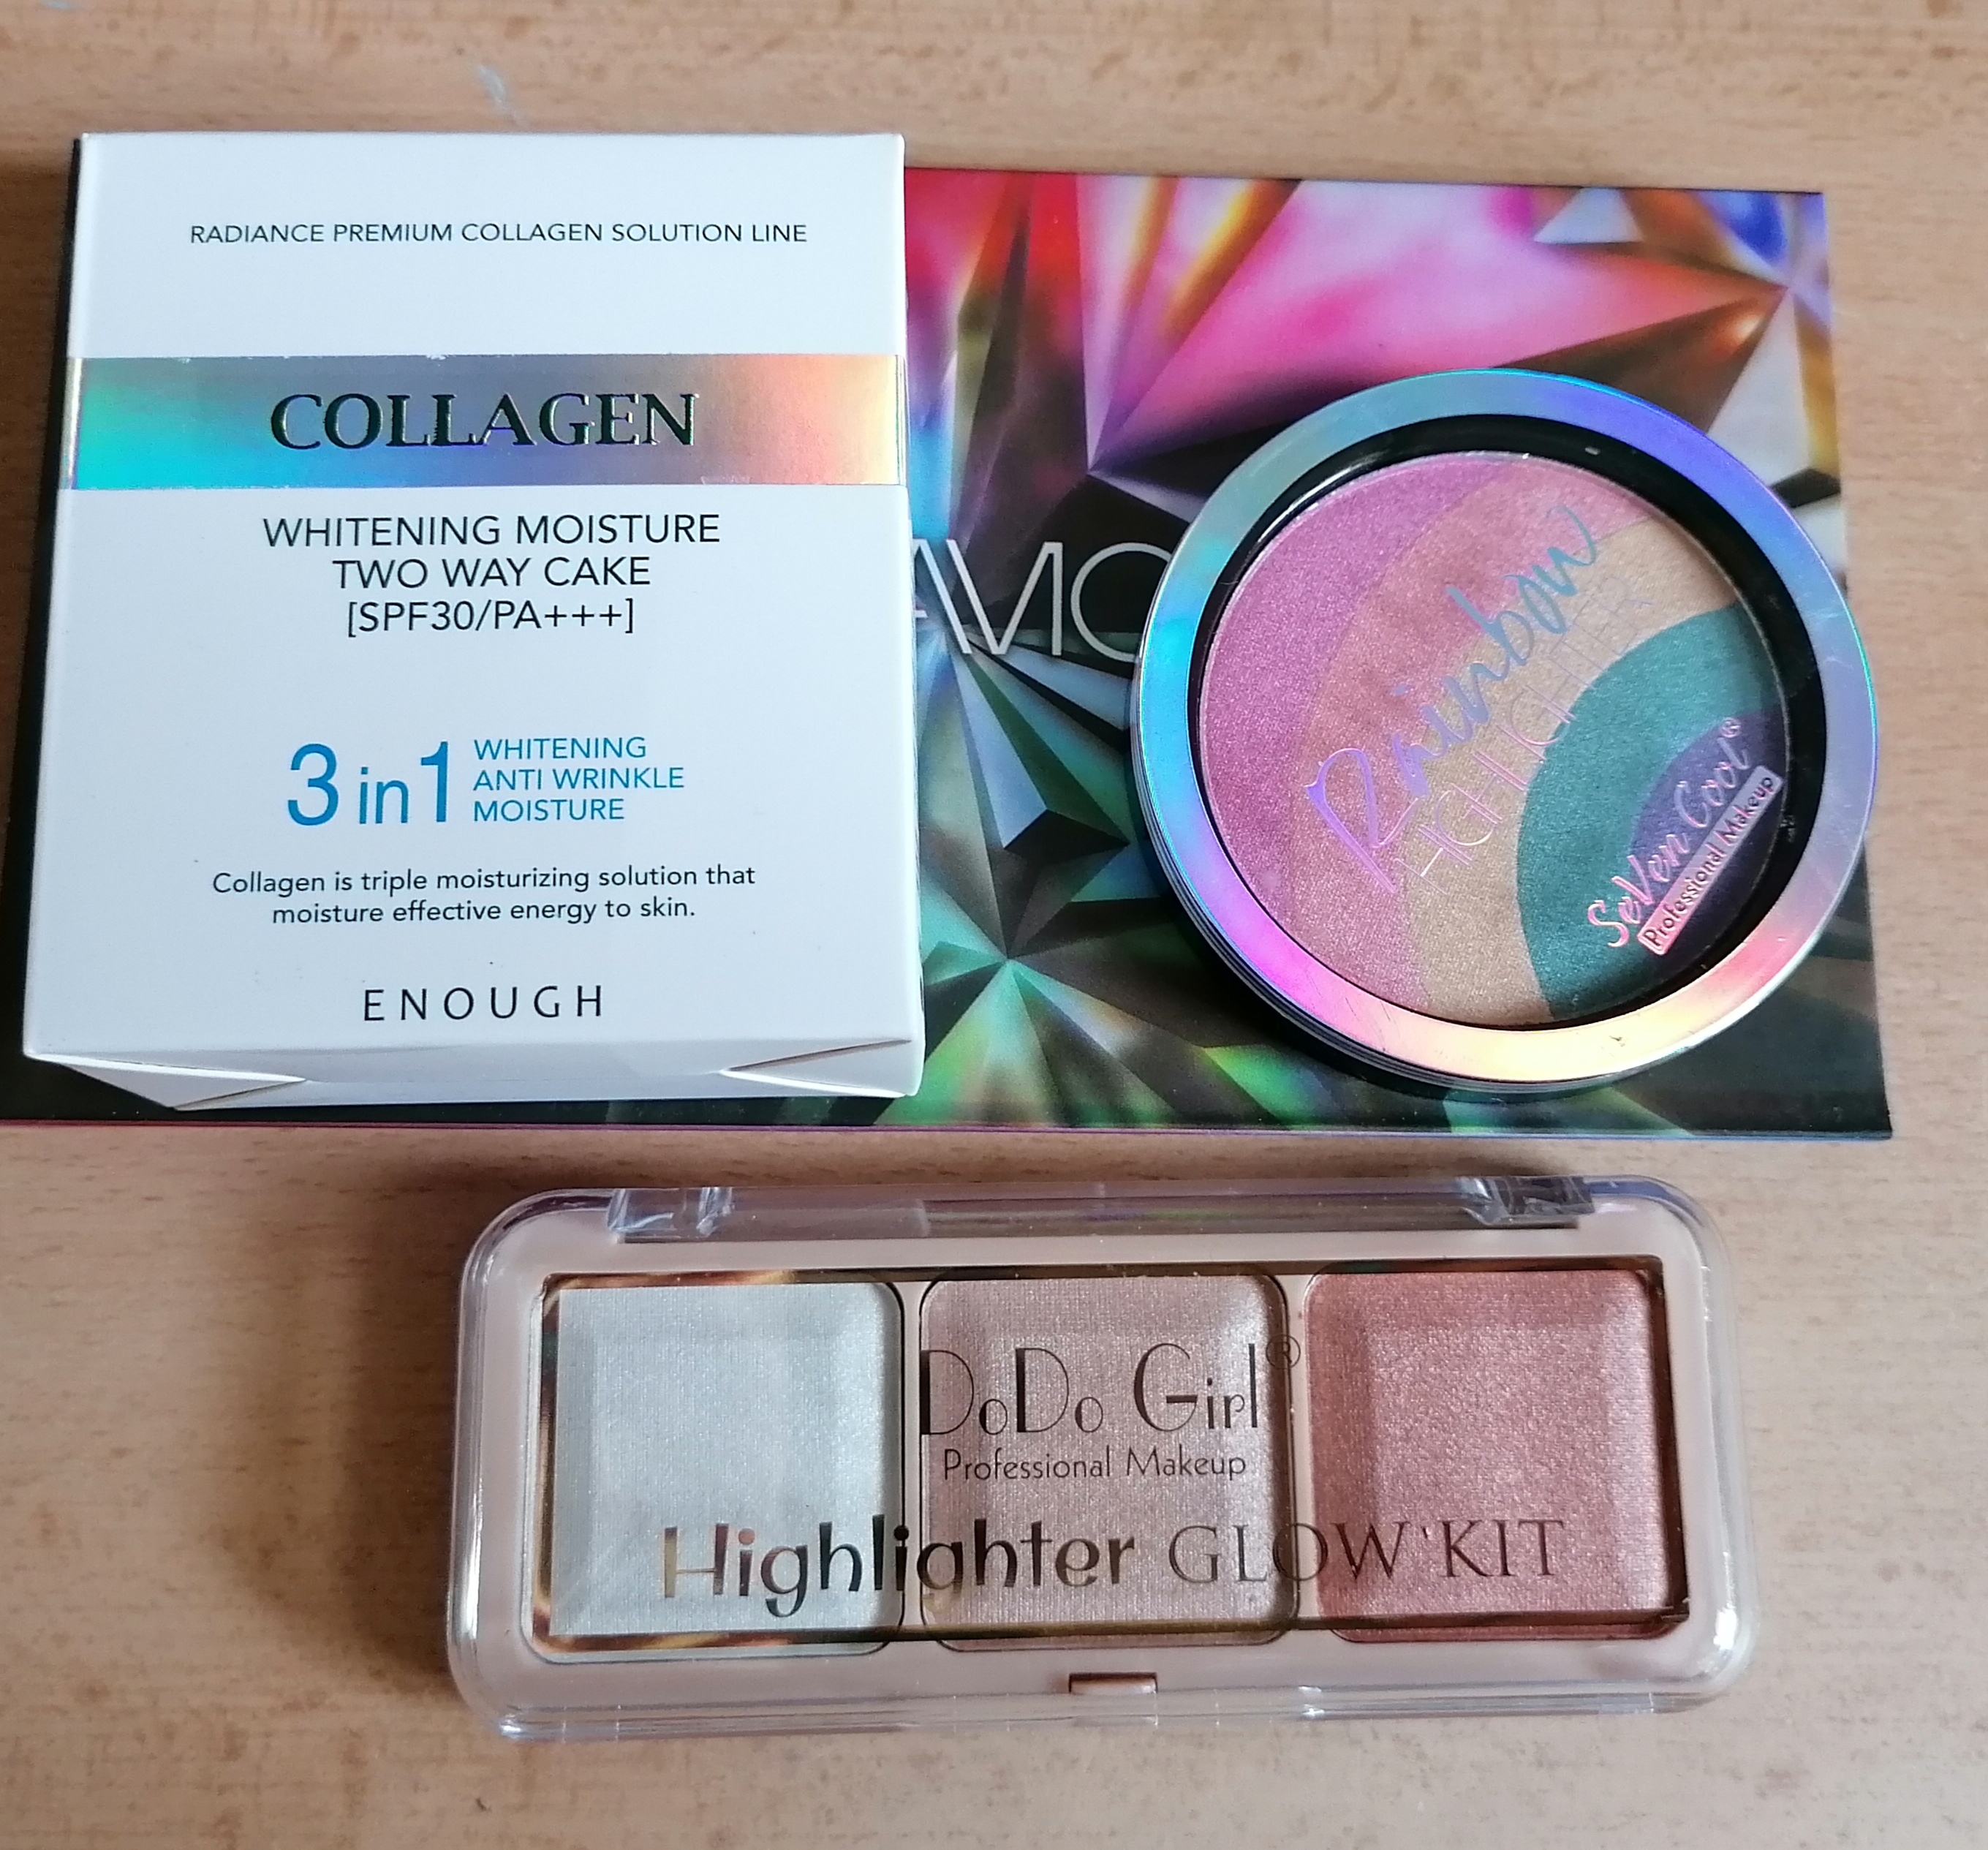 RADIANCE PREMIUM COLLAGEN SOLUTION LINE
COLLAGEN
WHITENING MOISTURE
TWO WAY CAKE
[SPF30/PA+++]
3 in 1
WHITENING
ANTI WRINKLE
MOISTURE
Collagen is triple moisturizing solution that
moisture effective energy to skin.
ENOUGH
Rainbow
HIGHLIGHTER
SeVen Cool®
Professional Makeup
DoDo Girl®
Professional Makeup
Highlighter GLOW KIT